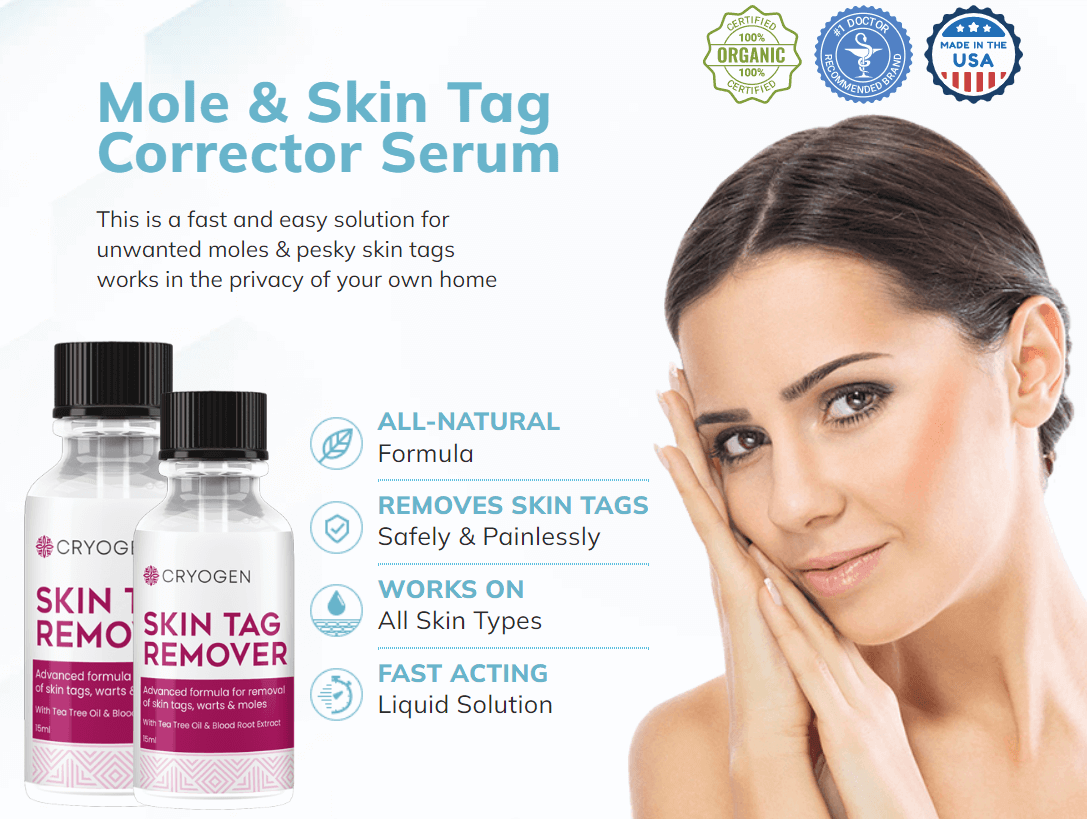 CERTIFIED
100%
ORGANIC
100%
CERTIFIED
#1 DOCTOR
RECOMMENDED BRAND
MADE IN THE
USA
Mole & Skin Tag
Corrector Serum
This is a fast and easy solution for
unwanted moles & pesky skin tags
works in the privacy of your own home
ALL-NATURAL
Formula
REMOVES SKIN TAGS
Safely & Painlessly
WORKS ON
All Skin Types
FAST ACTING
Liquid Solution
CRYOGE
SKIN T
REMO
Advanced formula
of skin tags, warts &
With Tea Tree Oil & Blood
15ml
CRYOGEN
SKIN TAG
REMOVER
Advanced formula for removal
of skin tags, warts & moles
With Tea Tree Oil & Blood Root Extract
15ml